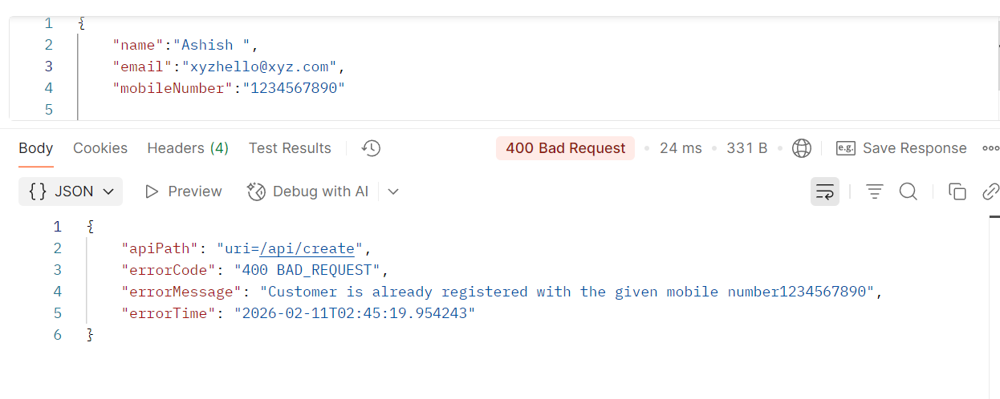 1 {
2 "name":"Ashish ",
3 "email":"xyzhello@xyz.com",
4 "mobileNumber":"1234567890"
5
Body Cookies Headers (4) Test Results 400 Bad Request • 24 ms • 331 B • e.g. Save Response
{} JSON Preview Debug with AI
1 {
2 "apiPath": "uri=/api/create",
3 "errorCode": "400 BAD_REQUEST",
4 "errorMessage": "Customer is already registered with the given mobile number1234567890",
5 "errorTime": "2026-02-11T02:45:19.954243"
6 }